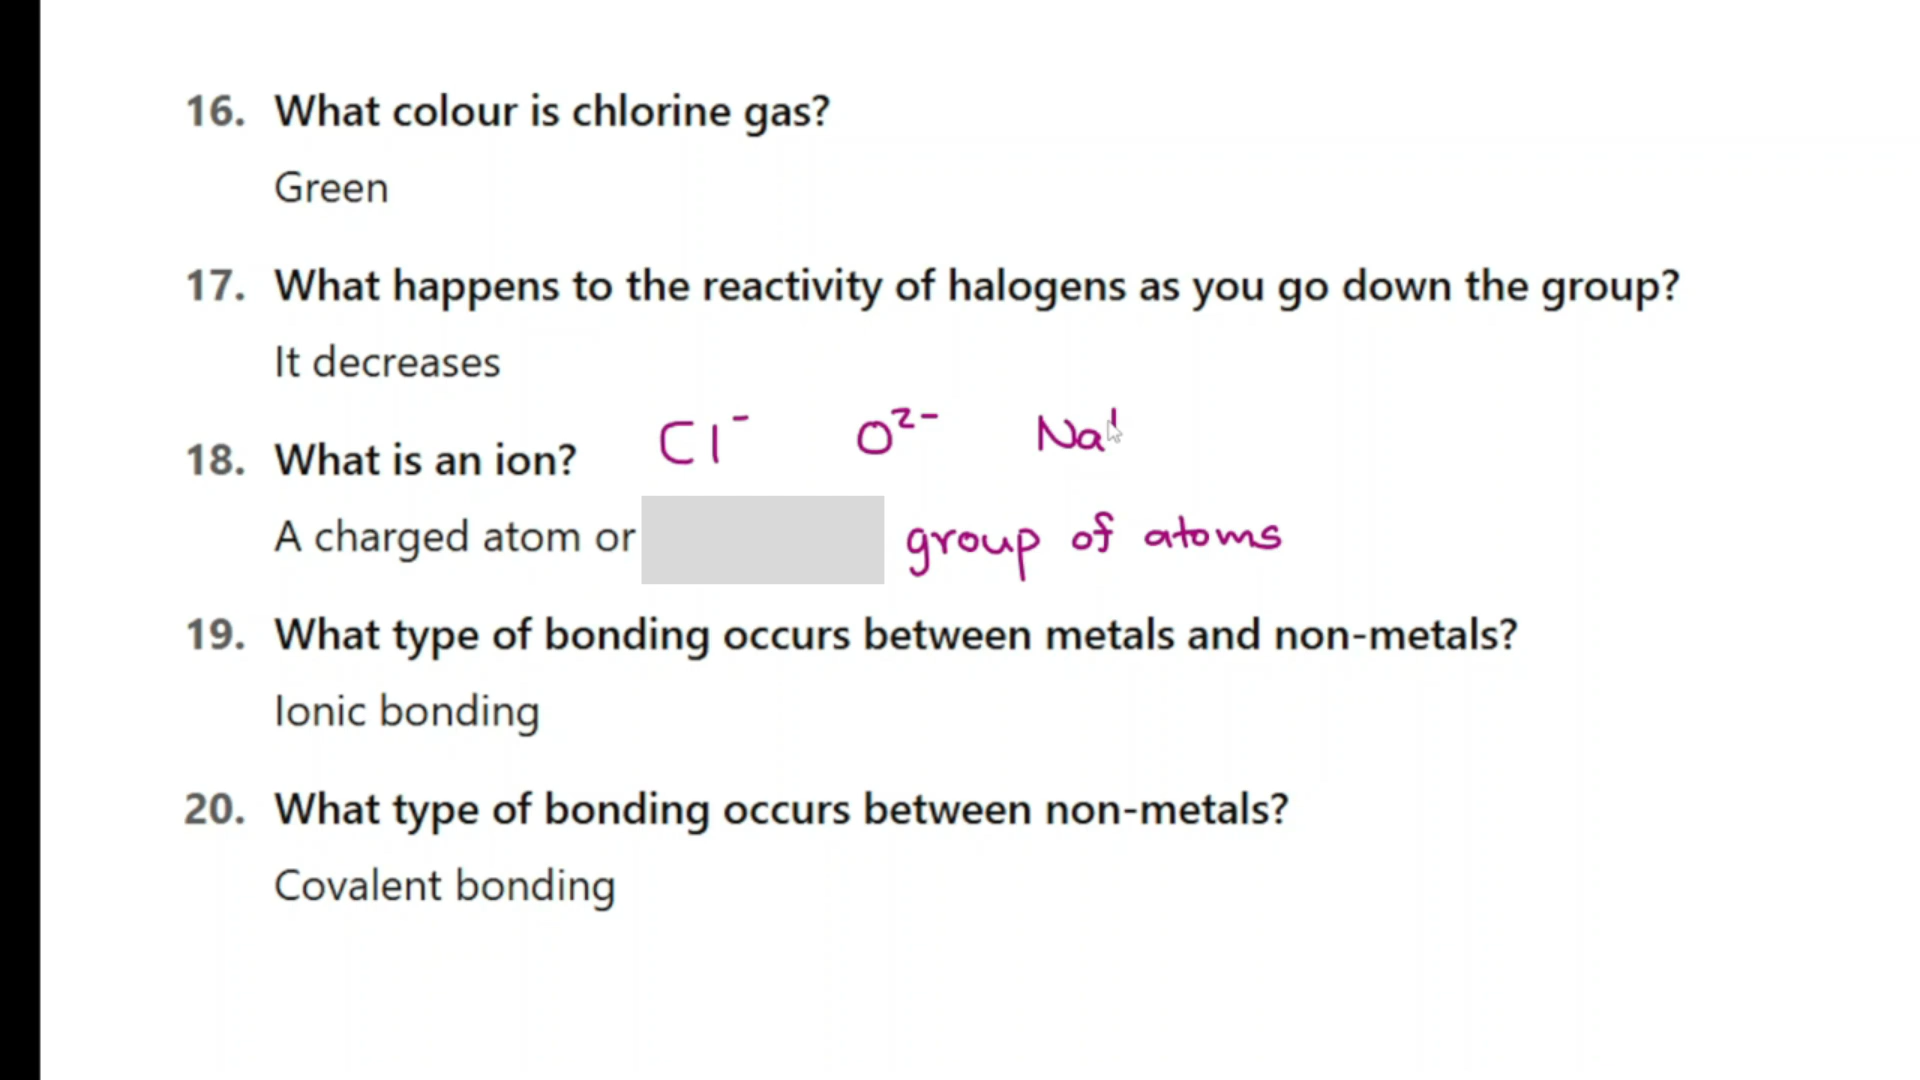 16. What colour is chlorine gas?
Green
17. What happens to the reactivity of halogens as you go down the group?
It decreases
Cl⁻ O²⁻ Na
18. What is an ion?
A charged atom or group of atoms
19. What type of bonding occurs between metals and non-metals?
Ionic bonding
20. What type of bonding occurs between non-metals?
Covalent bonding